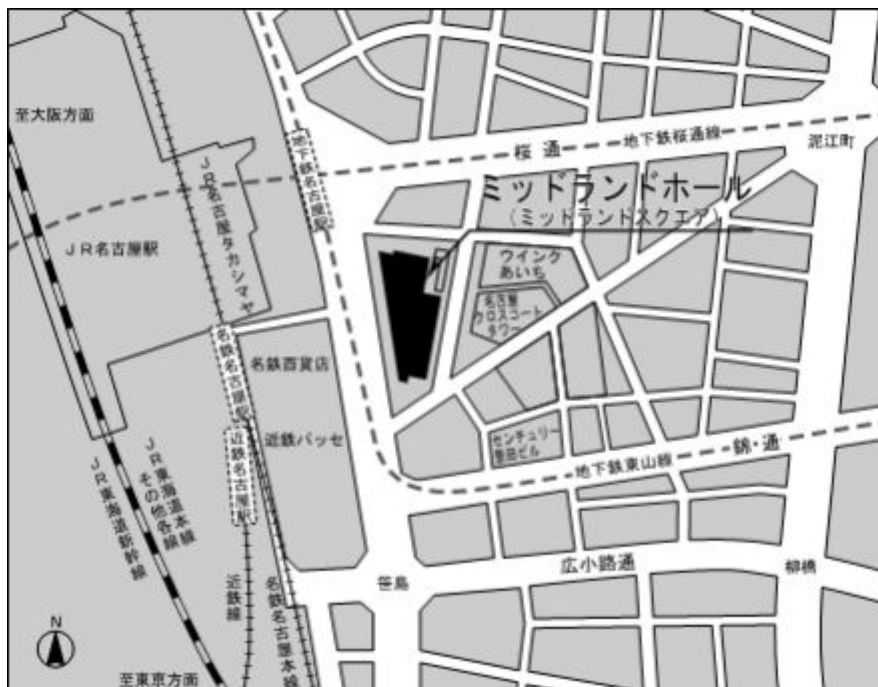 至大阪方面
地下鉄名古屋駅
桜通
地下鉄桜通線
泥江町
ミッドランドホール
（ミッドランドスクエア）
JR名古屋タカシマヤ
JR名古屋駅
ウインク
あいち
名古屋
クロスコート
タワー
名鉄名古屋駅
名鉄百貨店
近鉄名古屋駅
近鉄パッセ
センチュリー
豊田ビル
地下鉄東山線
錦・通
JR東海道本線
その他各線
JR東海道新幹線
広小路通
笹島
柳橋
近鉄線
名鉄名古屋本線
N
至東京方面